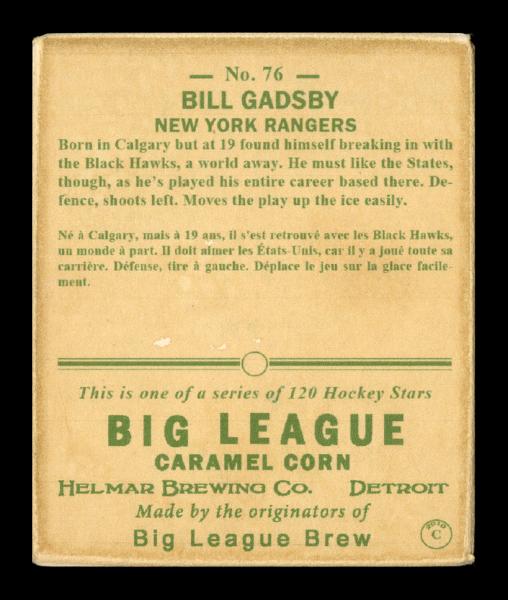 — No. 76 —
BILL GADSBY
NEW YORK RANGERS
Born in Calgary but at 19 found himself breaking in with
the Black Hawks, a world away. He must like the States,
though, as he's played his entire career based there. De-
fence, shoots left. Moves the play up the ice easily.
Né à Calgary, mais à 19 ans, il s'est retrouvé avec les Black Hawks,
un monde à part. Il doit aimer les États-Unis, car il y a joué toute sa
carrière. Défense, tire à gauche. Déplace le jeu sur la glace facile-
ment.
This is one of a series of 120 Hockey Stars
BIG LEAGUE
CARAMEL CORN
HELMAR BREWING CO. DETROIT
Made by the originators of
Big League Brew
2010
C